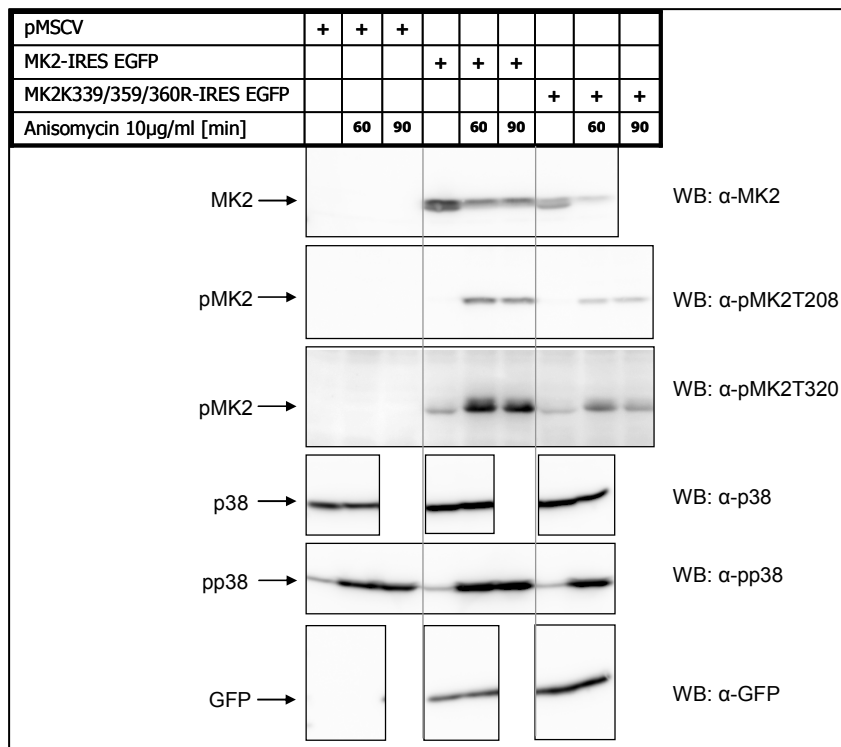 pMSCV + + +
MK2-IRES EGFP + + +
MK2K339/359/360R-IRES EGFP + + +
Anisomycin 10µg/ml [min] 60 90 60 90 60 90
MK2 WB: α-MK2
pMK2 WB: α-pMK2T208
pMK2 WB: α-pMK2T320
p38 WB: α-p38
pp38 WB: α-pp38
GFP WB: α-GFP